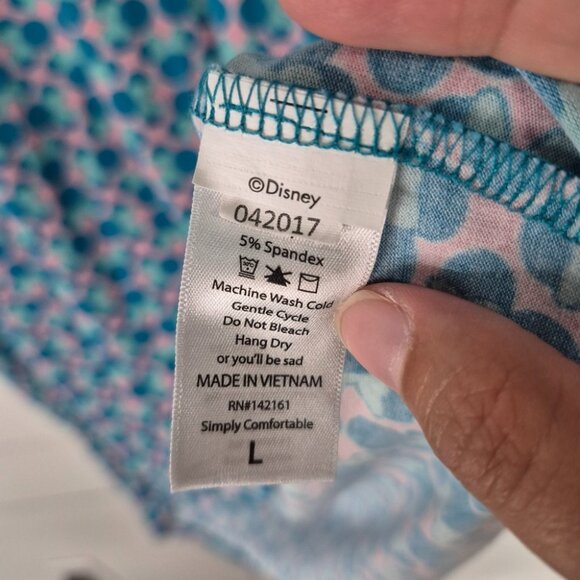 ©Disney
042017
5% Spandex
Machine Wash Cold
Gentle Cycle
Do Not Bleach
Hang Dry
or you'll be sad
MADE IN VIETNAM
RN#142161
Simply Comfortable
L